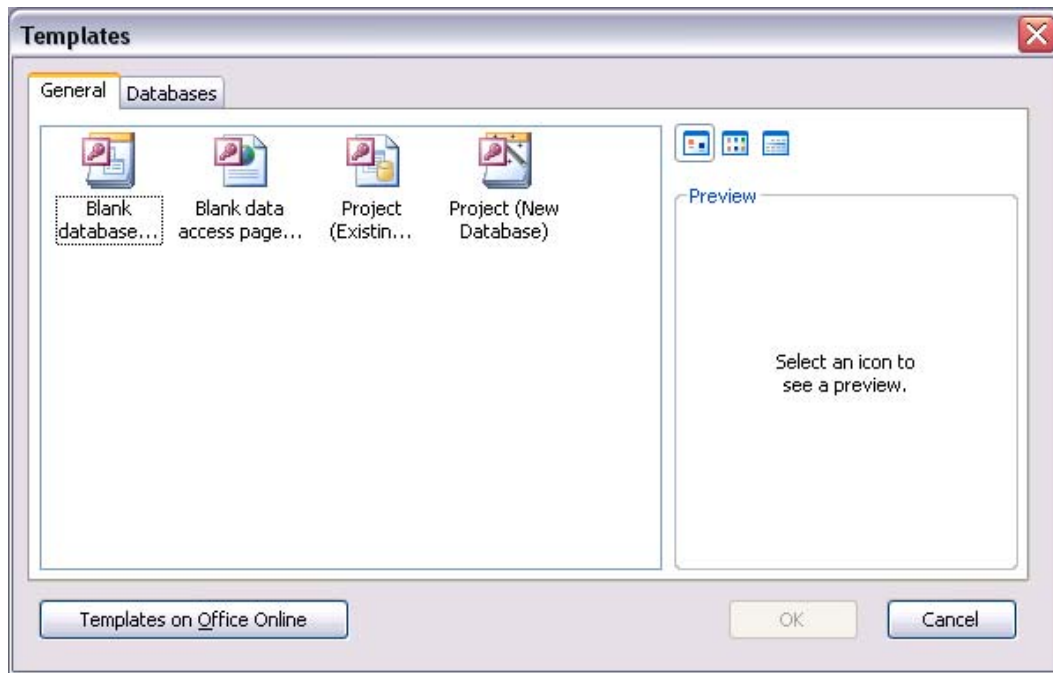 Templates
General Databases
Blank database...
Blank data access page...
Project (Existin...
Project (New Database)
Preview
Select an icon to
see a preview.
Templates on Office Online
OK
Cancel